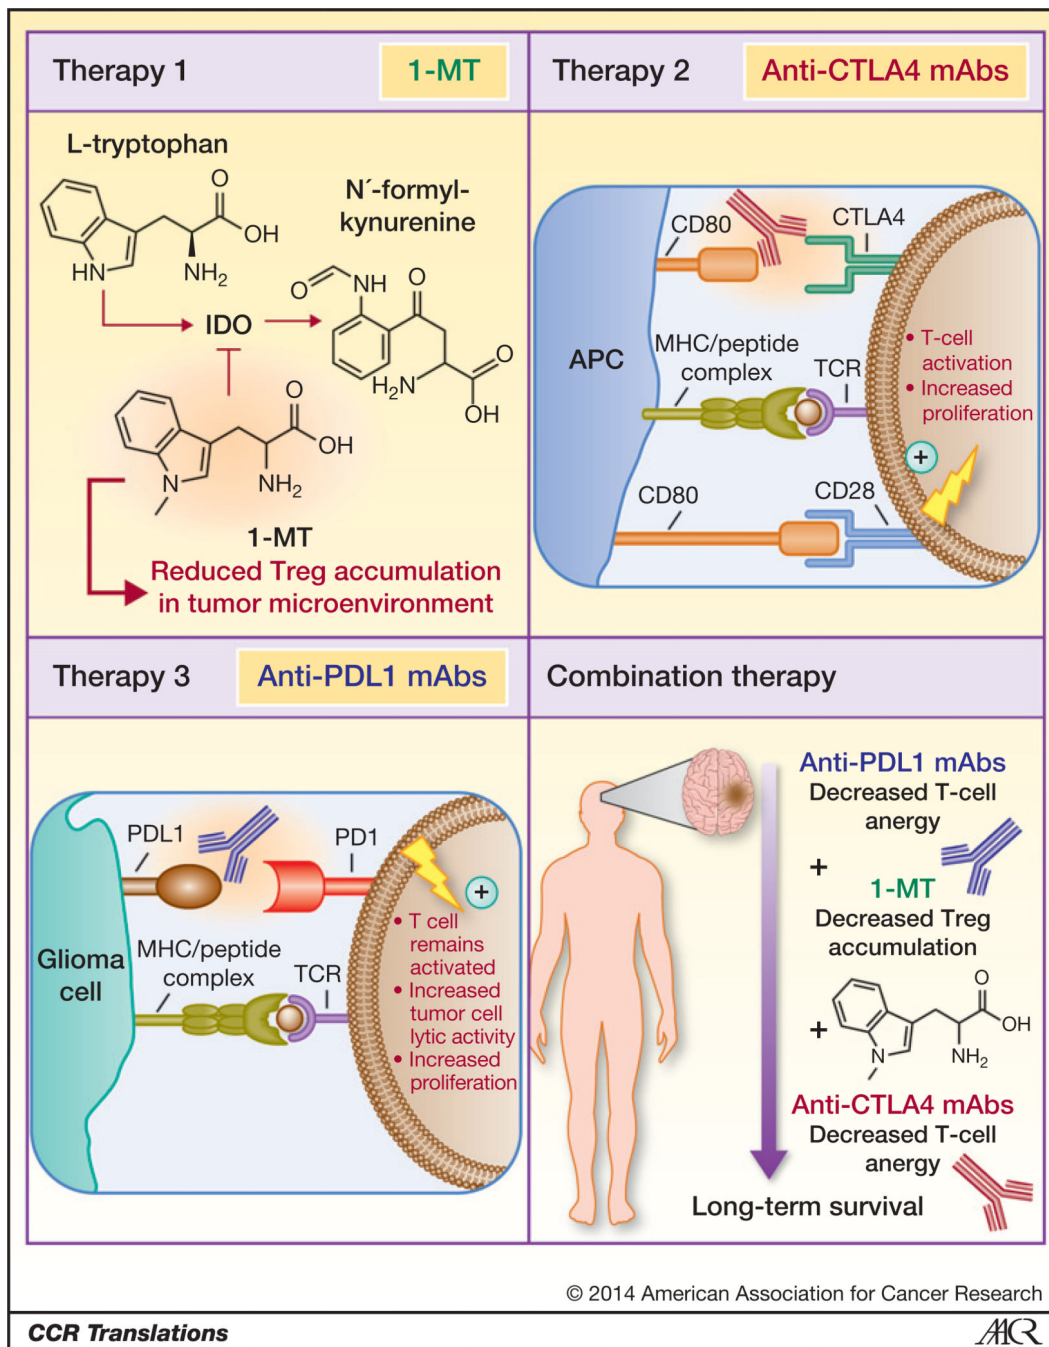 Therapy 1
1-MT
L-tryptophan
O
OH
HN
NH2
N´-formyl-
kynurenine
O
NH
O
O
H2N
OH
IDO
O
OH
N
NH2
1-MT
Reduced Treg accumulation
in tumor microenvironment
Therapy 2
Anti-CTLA4 mAbs
CD80
CTLA4
APC
MHC/peptide
complex
TCR
• T-cell
activation
• Increased
proliferation
+
CD80
CD28
Therapy 3
Anti-PDL1 mAbs
PDL1
PD1
+
Glioma
cell
MHC/peptide
complex
TCR
• T cell
remains
activated
• Increased
tumor cell
lytic activity
• Increased
proliferation
Combination therapy
Anti-PDL1 mAbs
Decreased T-cell
anergy
+
1-MT
Decreased Treg
accumulation
+
O
OH
N
NH2
Anti-CTLA4 mAbs
Decreased T-cell
anergy
Long-term survival
© 2014 American Association for Cancer Research
CCR Translations
AACR